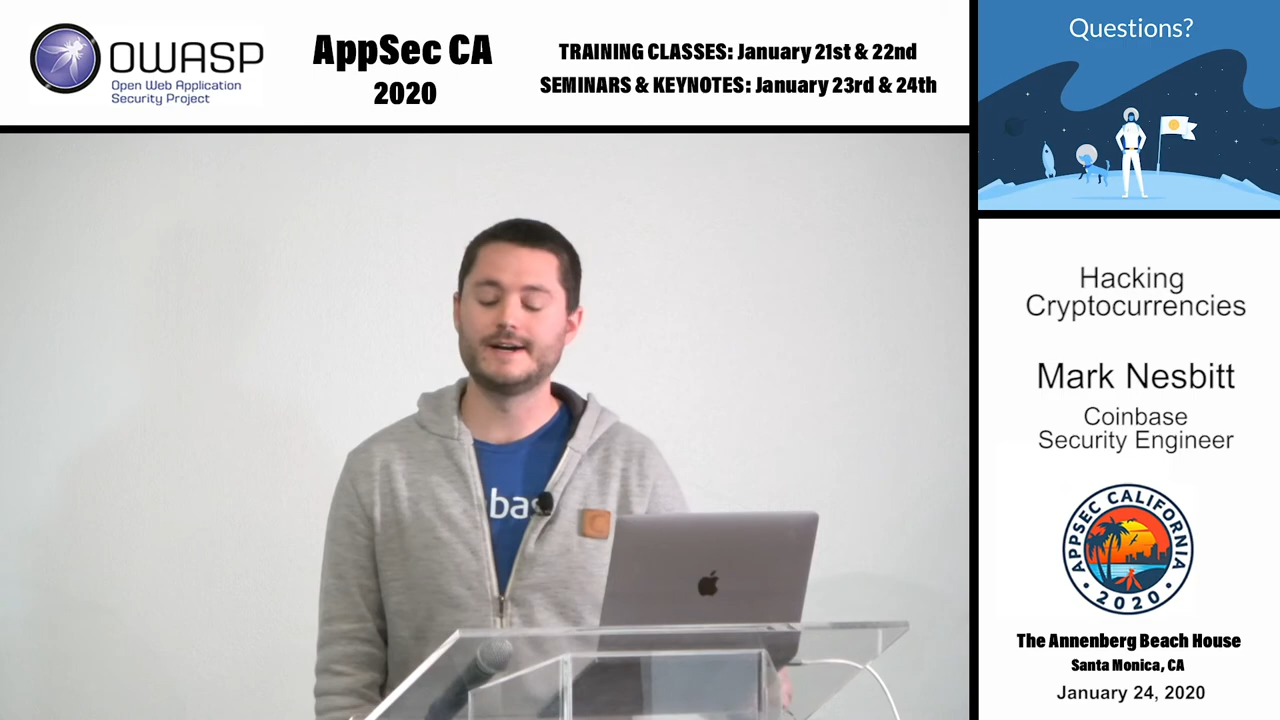 OWASP
Open Web Application
Security Project
AppSec CA
2020
TRAINING CLASSES: January 21st & 22nd
SEMINARS & KEYNOTES: January 23rd & 24th
Questions?
bas
Hacking
Cryptocurrencies
Mark Nesbitt
Coinbase
Security Engineer
APPSEC CALIFORNIA
2020
The Annenberg Beach House
Santa Monica, CA
January 24, 2020